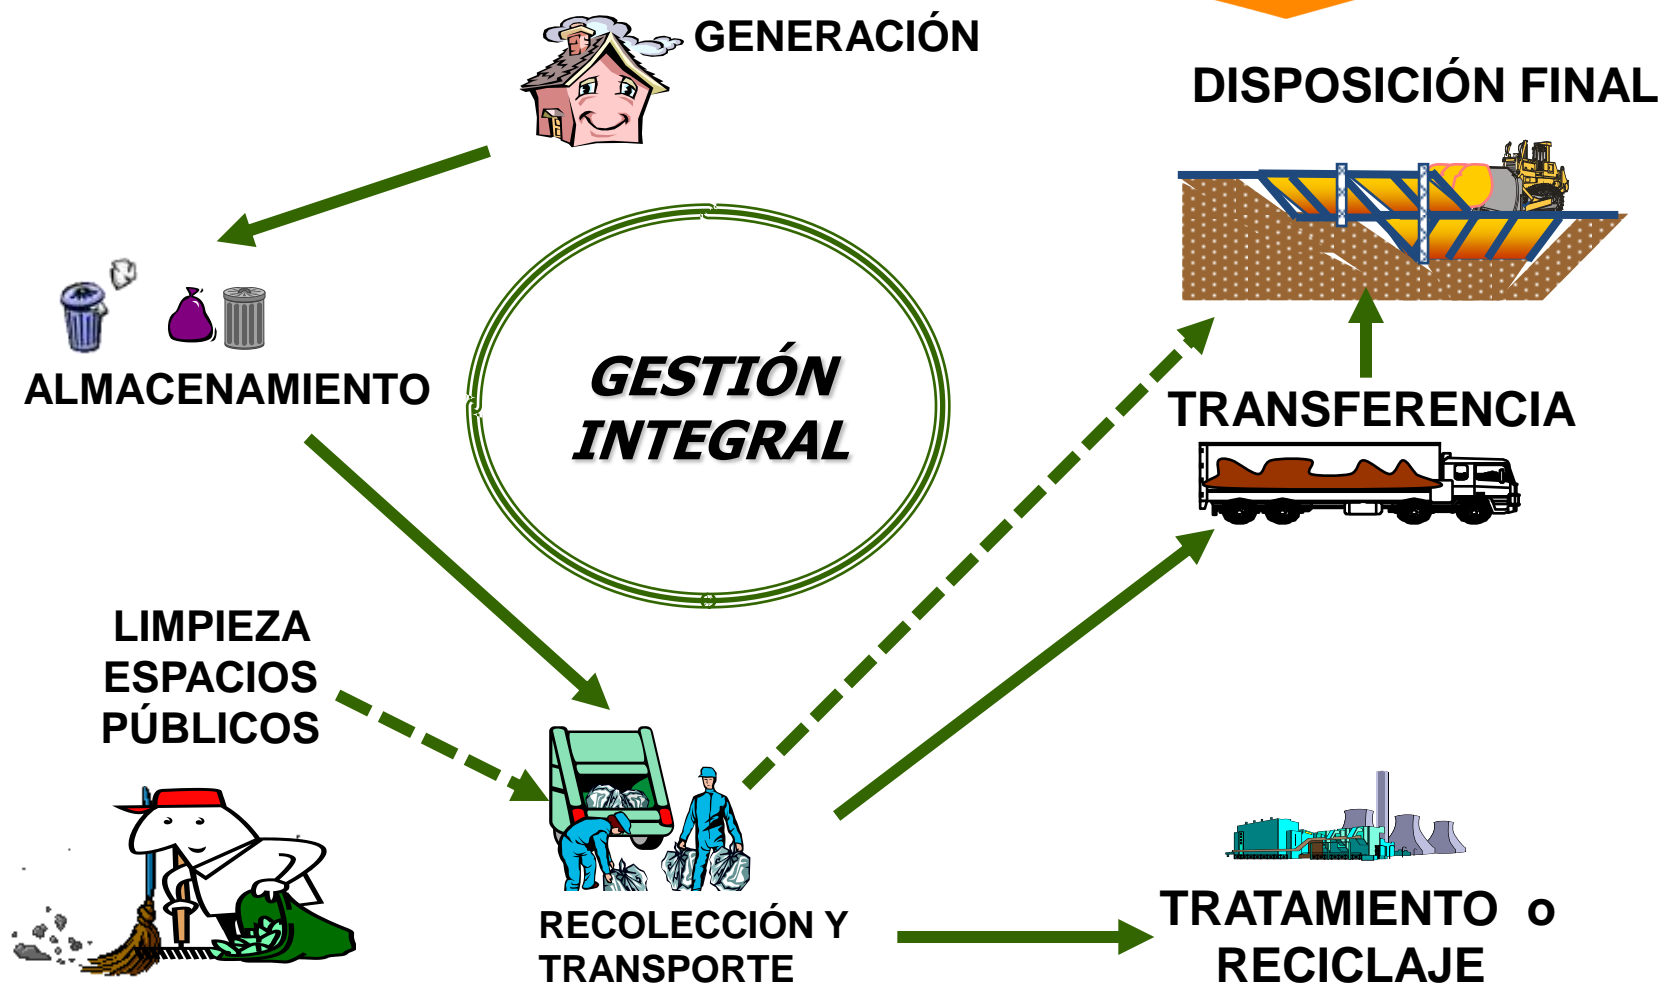 GENERACIÓN
DISPOSICIÓN FINAL
GESTIÓN
INTEGRAL
ALMACENAMIENTO
TRANSFERENCIA
LIMPIEZA
ESPACIOS
PÚBLICOS
RECOLECCIÓN Y
TRANSPORTE
TRATAMIENTO o
RECICLAJE